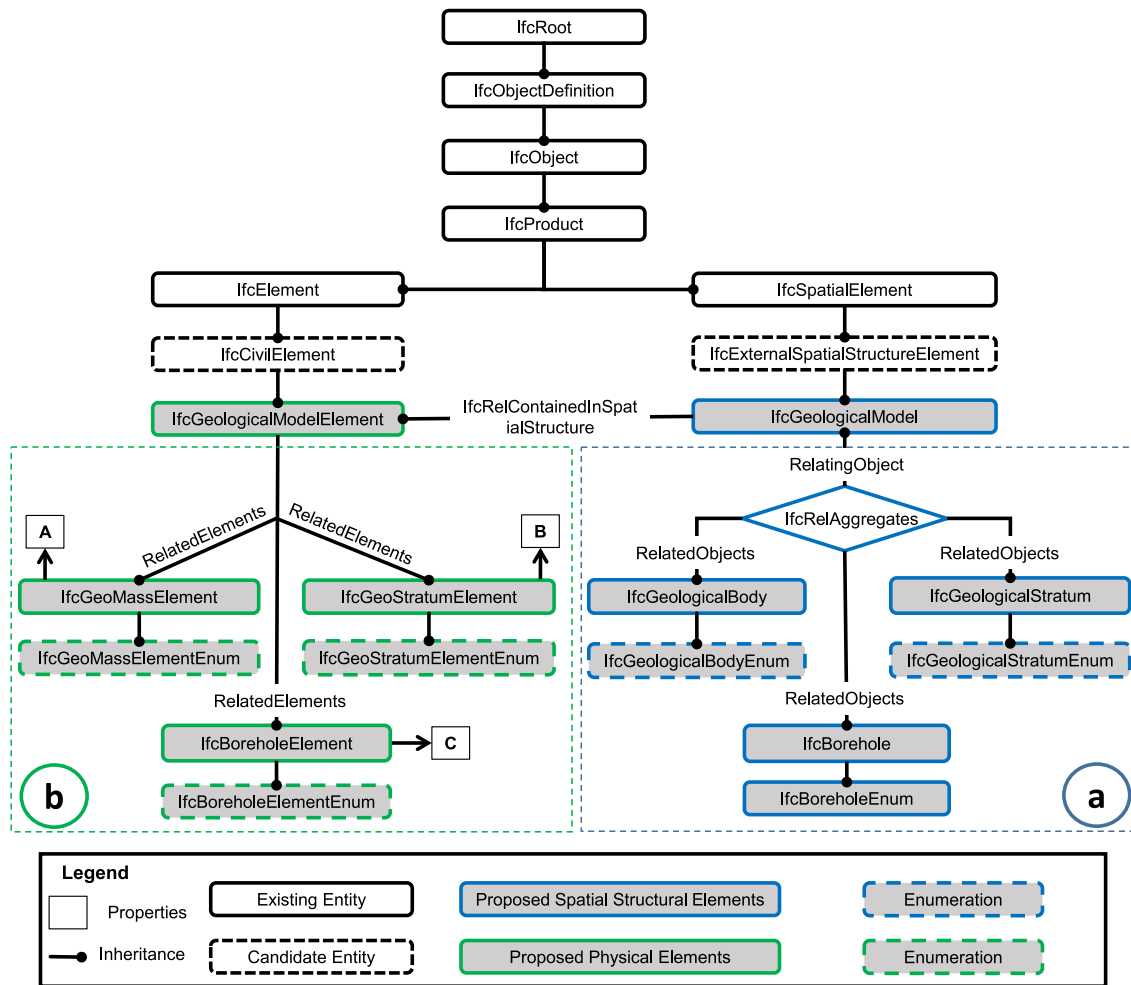 IfcRoot
IfcObjectDefinition
IfcObject
IfcProduct
IfcElement
IfcSpatialElement
IfcCivilElement
IfcExternalSpatialStructureElement
IfcGeologicalModelElement
IfcRelContainedInSpat
ialStructure
IfcGeologicalModel
RelatingObject
A
RelatedElements
RelatedElements
B
IfcRelAggregates
RelatedObjects
RelatedObjects
IfcGeoMassElement
IfcGeoStratumElement
IfcGeologicalBody
IfcGeologicalStratum
IfcGeoMassElementEnum
IfcGeoStratumElementEnum
IfcGeologicalBodyEnum
IfcGeologicalStratumEnum
RelatedElements
RelatedObjects
IfcBoreholeElement
C
IfcBorehole
b
IfcBoreholeElementEnum
IfcBoreholeEnum
a
Legend
Properties
Existing Entity
Proposed Spatial Structural Elements
Enumeration
Inheritance
Candidate Entity
Proposed Physical Elements
Enumeration